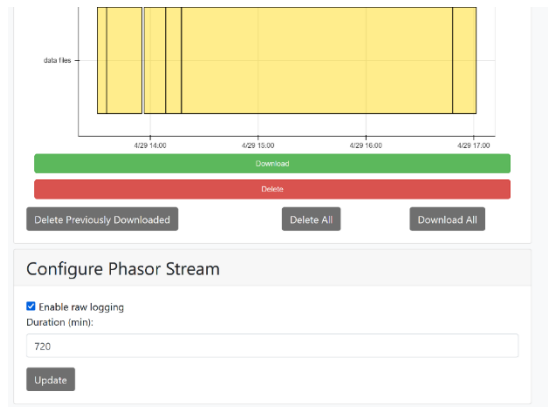 data files
4/29 14:00
4/29 15:00
4/29 16:00
4/29 17:00
Download
Delete
Delete Previously Downloaded
Delete All
Download All
Configure Phasor Stream
Enable raw logging
Duration (min):
720
Update